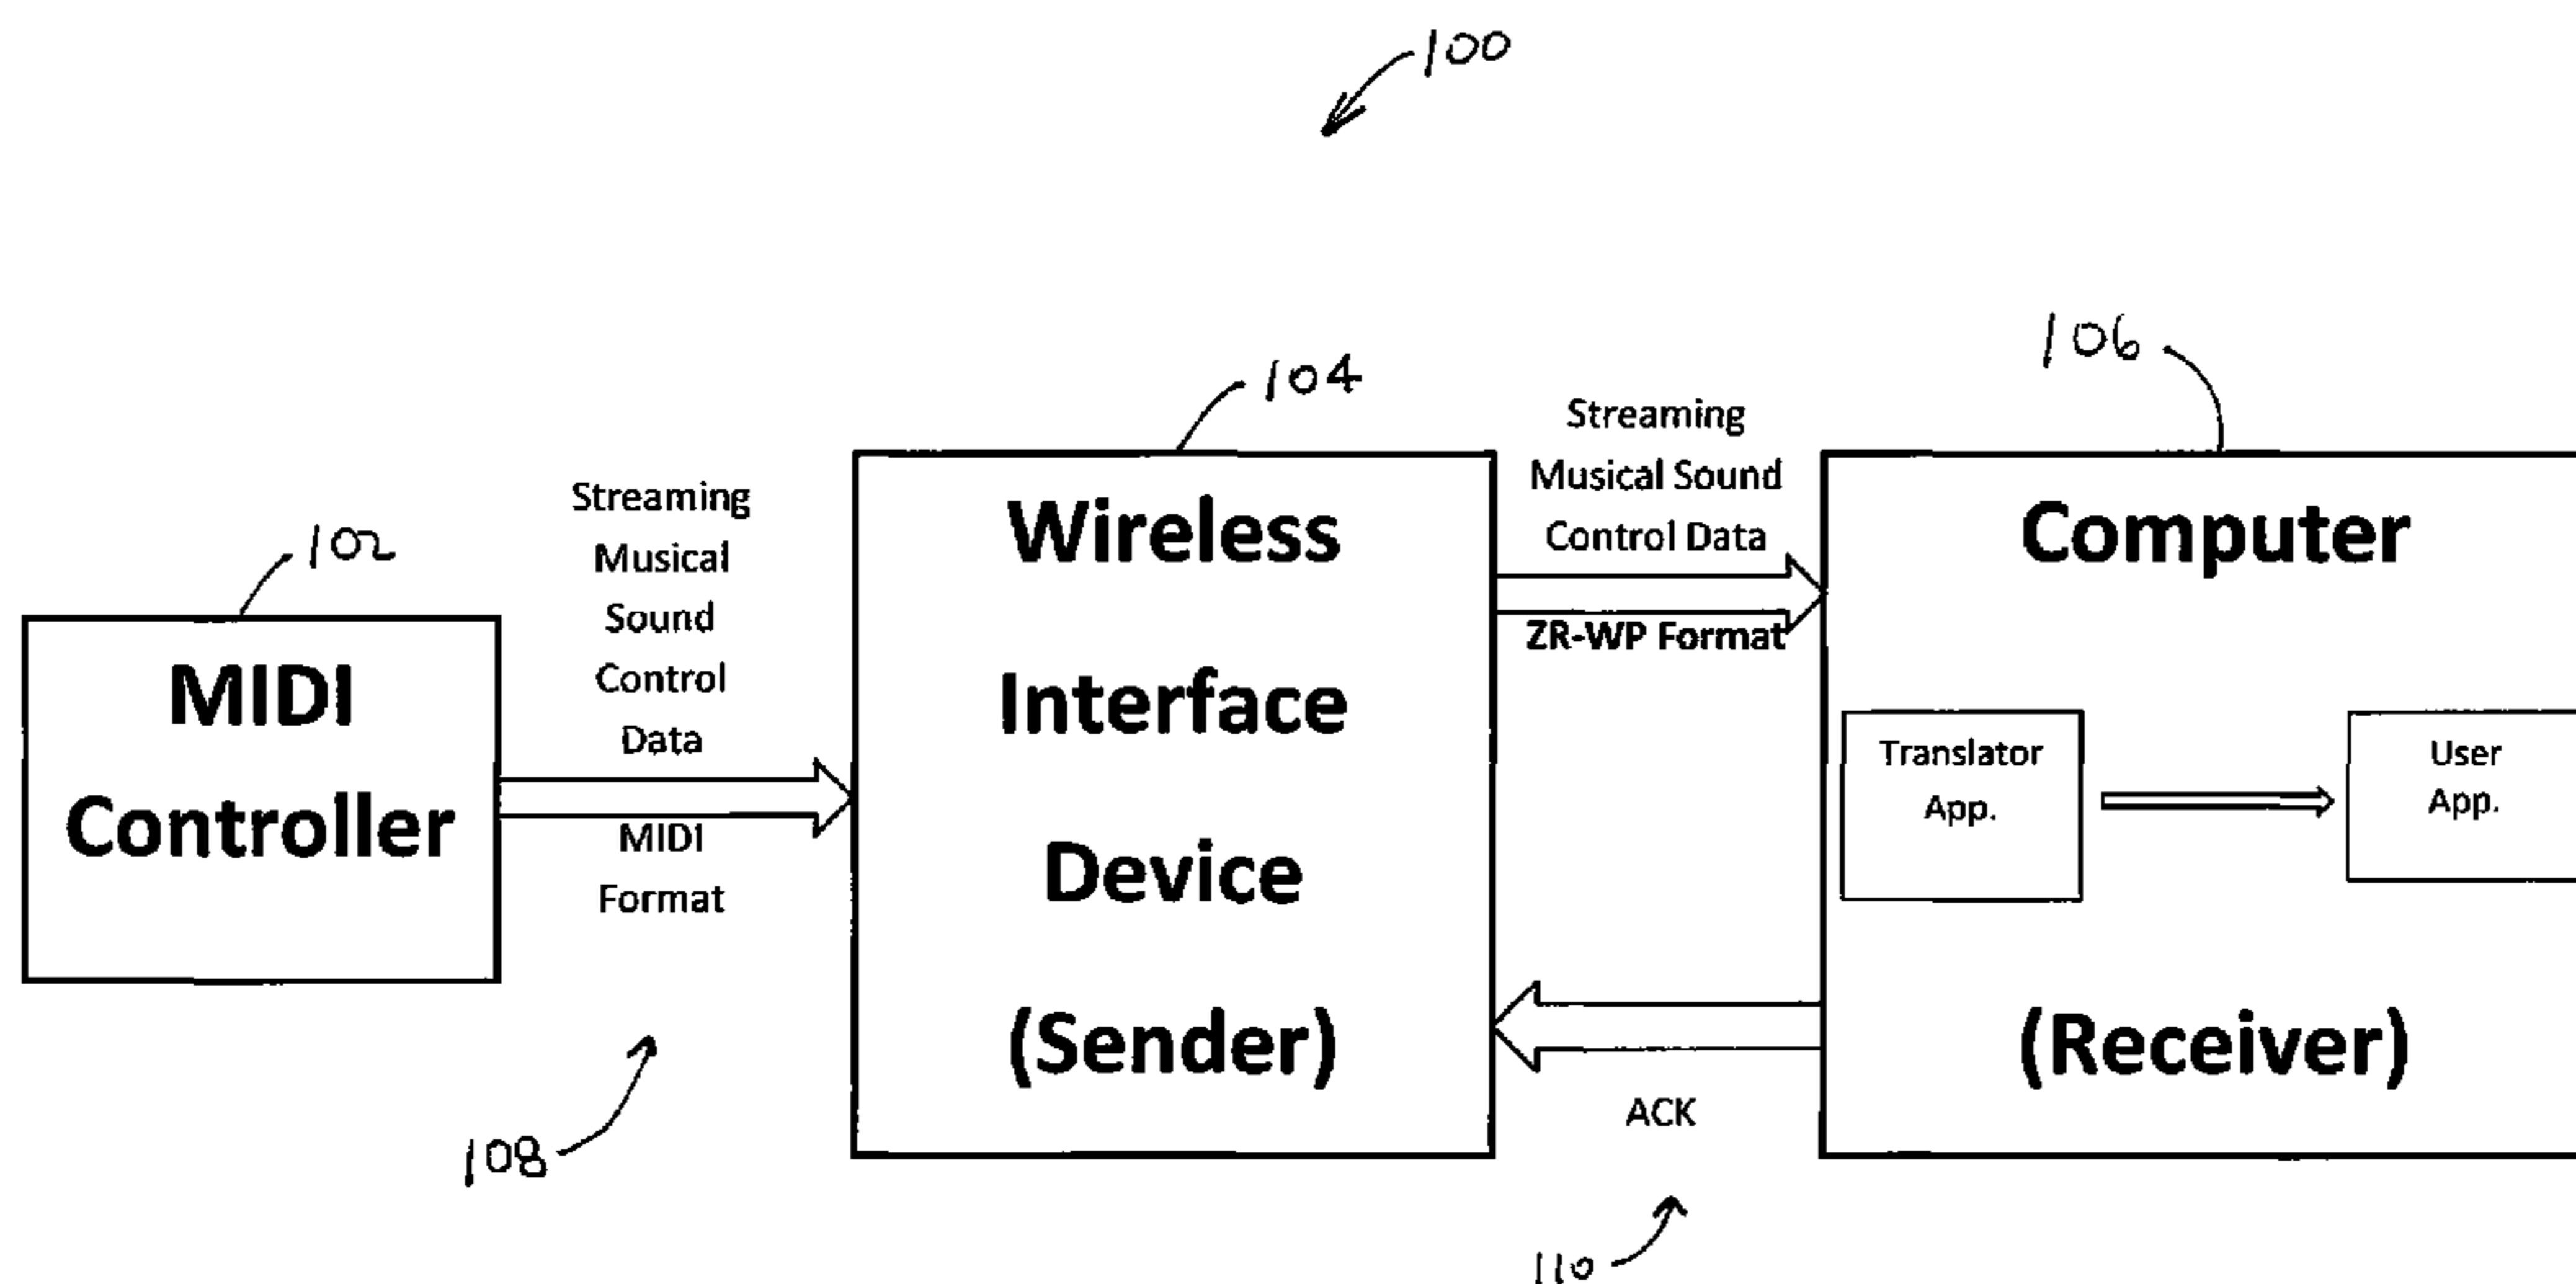 100
102
MIDI
Controller
Streaming
Musical
Sound
Control
Data
MIDI
Format
108
104
Wireless
Interface
Device
(Sender)
Streaming
Musical Sound
Control Data
ZR-WP Format
ACK
110
106
Computer
Translator
App.
User
App.
(Receiver)